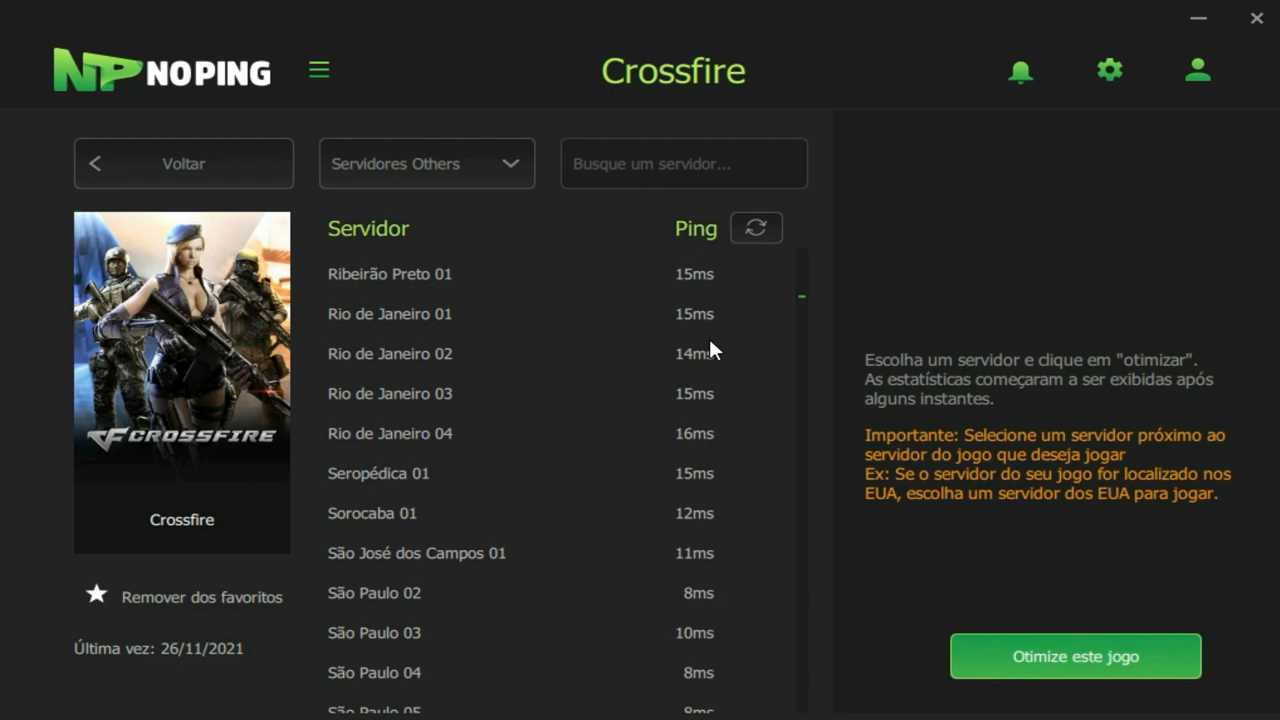 NP NOPING
Crossfire
Voltar
Servidores Others
Busque um servidor...
Servidor Ping
Ribeirão Preto 01 15ms
Rio de Janeiro 01 15ms
Rio de Janeiro 02 14ms
Rio de Janeiro 03 15ms
Rio de Janeiro 04 16ms
Seropédica 01 15ms
Sorocaba 01 12ms
São José dos Campos 01 11ms
São Paulo 02 8ms
São Paulo 03 10ms
São Paulo 04 8ms
São Paulo 05 8ms
CF CROSSFIRE
Crossfire
Remover dos favoritos
Última vez: 26/11/2021
Escolha um servidor e clique em "otimizar".
As estatísticas começaram a ser exibidas após
alguns instantes.
Importante: Selecione um servidor próximo ao
servidor do jogo que deseja jogar
Ex: Se o servidor do seu jogo for localizado nos
EUA, escolha um servidor dos EUA para jogar.
Otimize este jogo